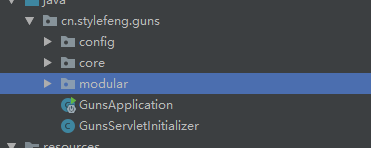 java
cn.stylefeng.guns
config
core
modular
GunsApplication
GunsServletInitializer
resources